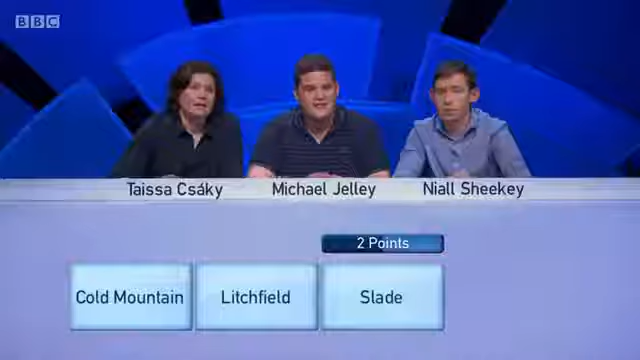 BBC
Taissa Csáky
Michael Jelley
Niall Sheekey
2 Points
Cold Mountain
Litchfield
Slade